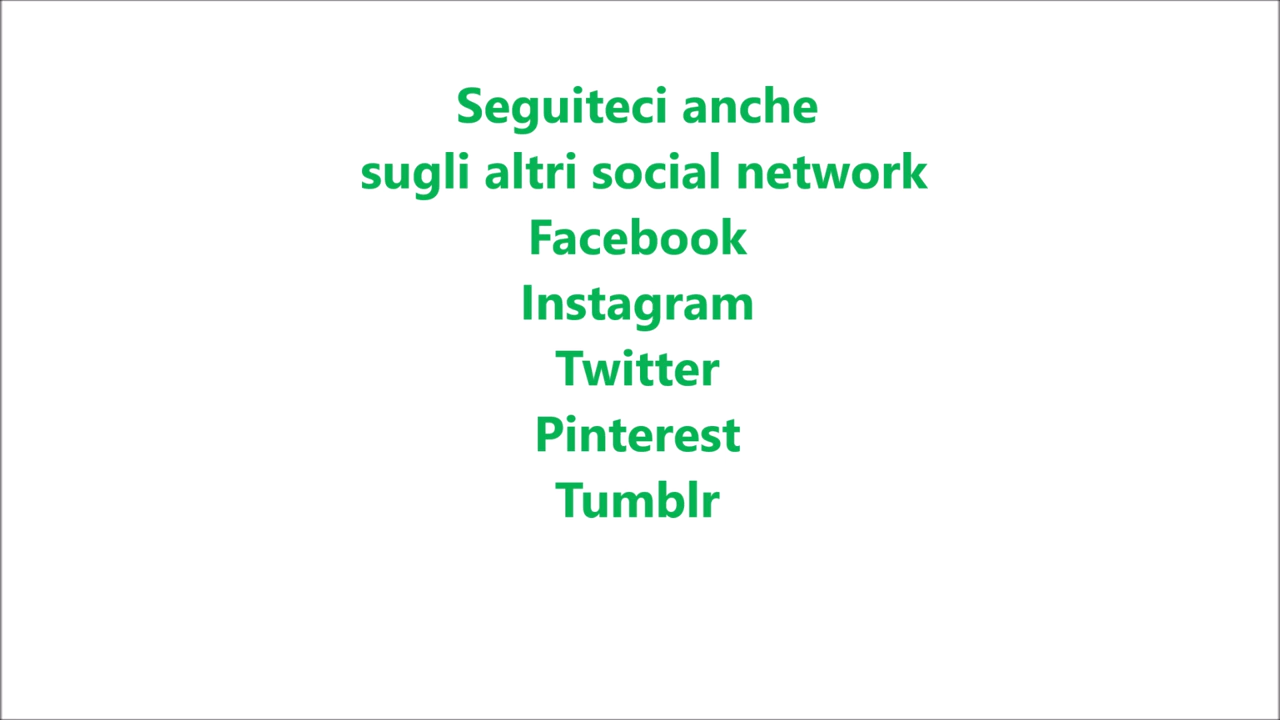 Seguiteci anche
sugli altri social network
Facebook
Instagram
Twitter
Pinterest
Tumblr